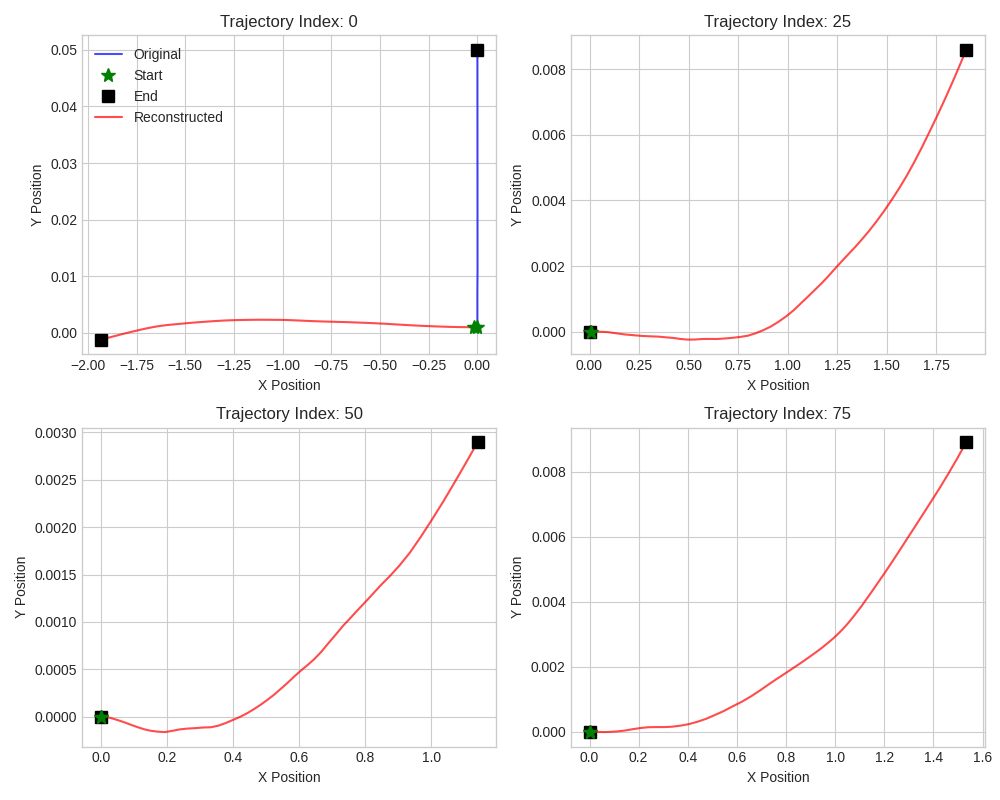 Trajectory Index: 0
Y Position
0.05
0.04
0.03
0.02
0.01
0.00
Original
Start
End
Reconstructed
−2.00 −1.75 −1.50 −1.25 −1.00 −0.75 −0.50 −0.25 0.00
X Position
Trajectory Index: 25
Y Position
0.008
0.006
0.004
0.002
0.000
0.00 0.25 0.50 0.75 1.00 1.25 1.50 1.75
X Position
Trajectory Index: 50
Y Position
0.0030
0.0025
0.0020
0.0015
0.0010
0.0005
0.0000
0.0 0.2 0.4 0.6 0.8 1.0
X Position
Trajectory Index: 75
Y Position
0.008
0.006
0.004
0.002
0.000
0.0 0.2 0.4 0.6 0.8 1.0 1.2 1.4 1.6
X Position